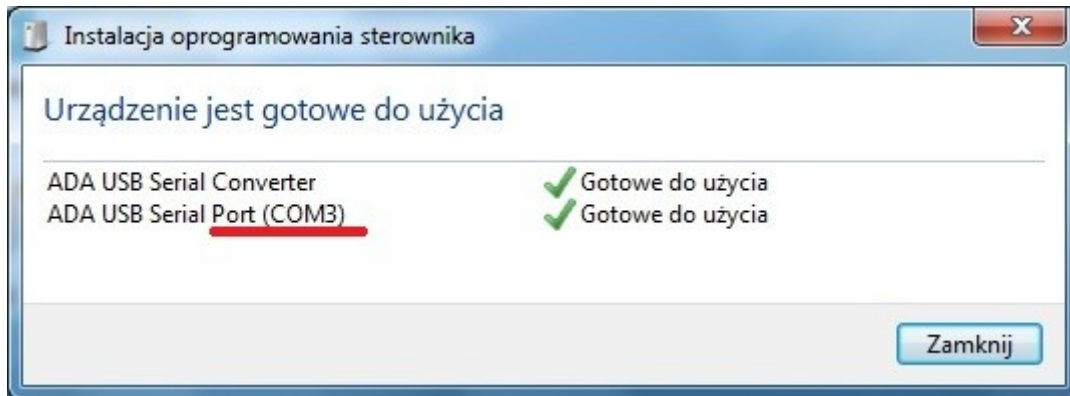 Instalacja oprogramowania sterownika
Urządzenie jest gotowe do użycia
ADA USB Serial Converter Gotowe do użycia
ADA USB Serial Port (COM3) Gotowe do użycia
Zamknij